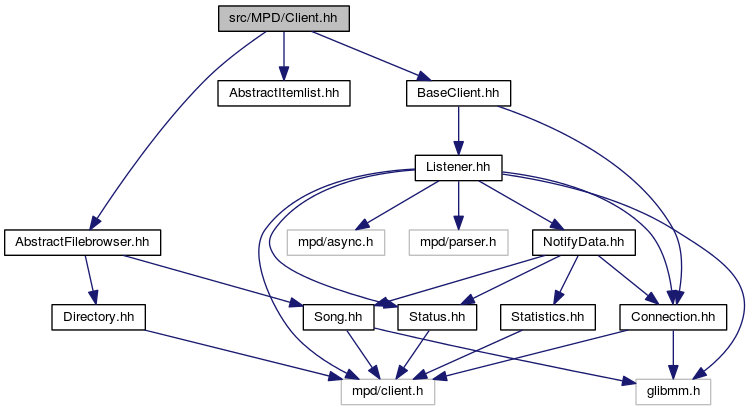 src/MPD/Client.hh
AbstractItemlist.hh
BaseClient.hh
Listener.hh
AbstractFilebrowser.hh
mpd/async.h
mpd/parser.h
NotifyData.hh
Directory.hh
Song.hh
Status.hh
Statistics.hh
Connection.hh
mpd/client.h
glibmm.h